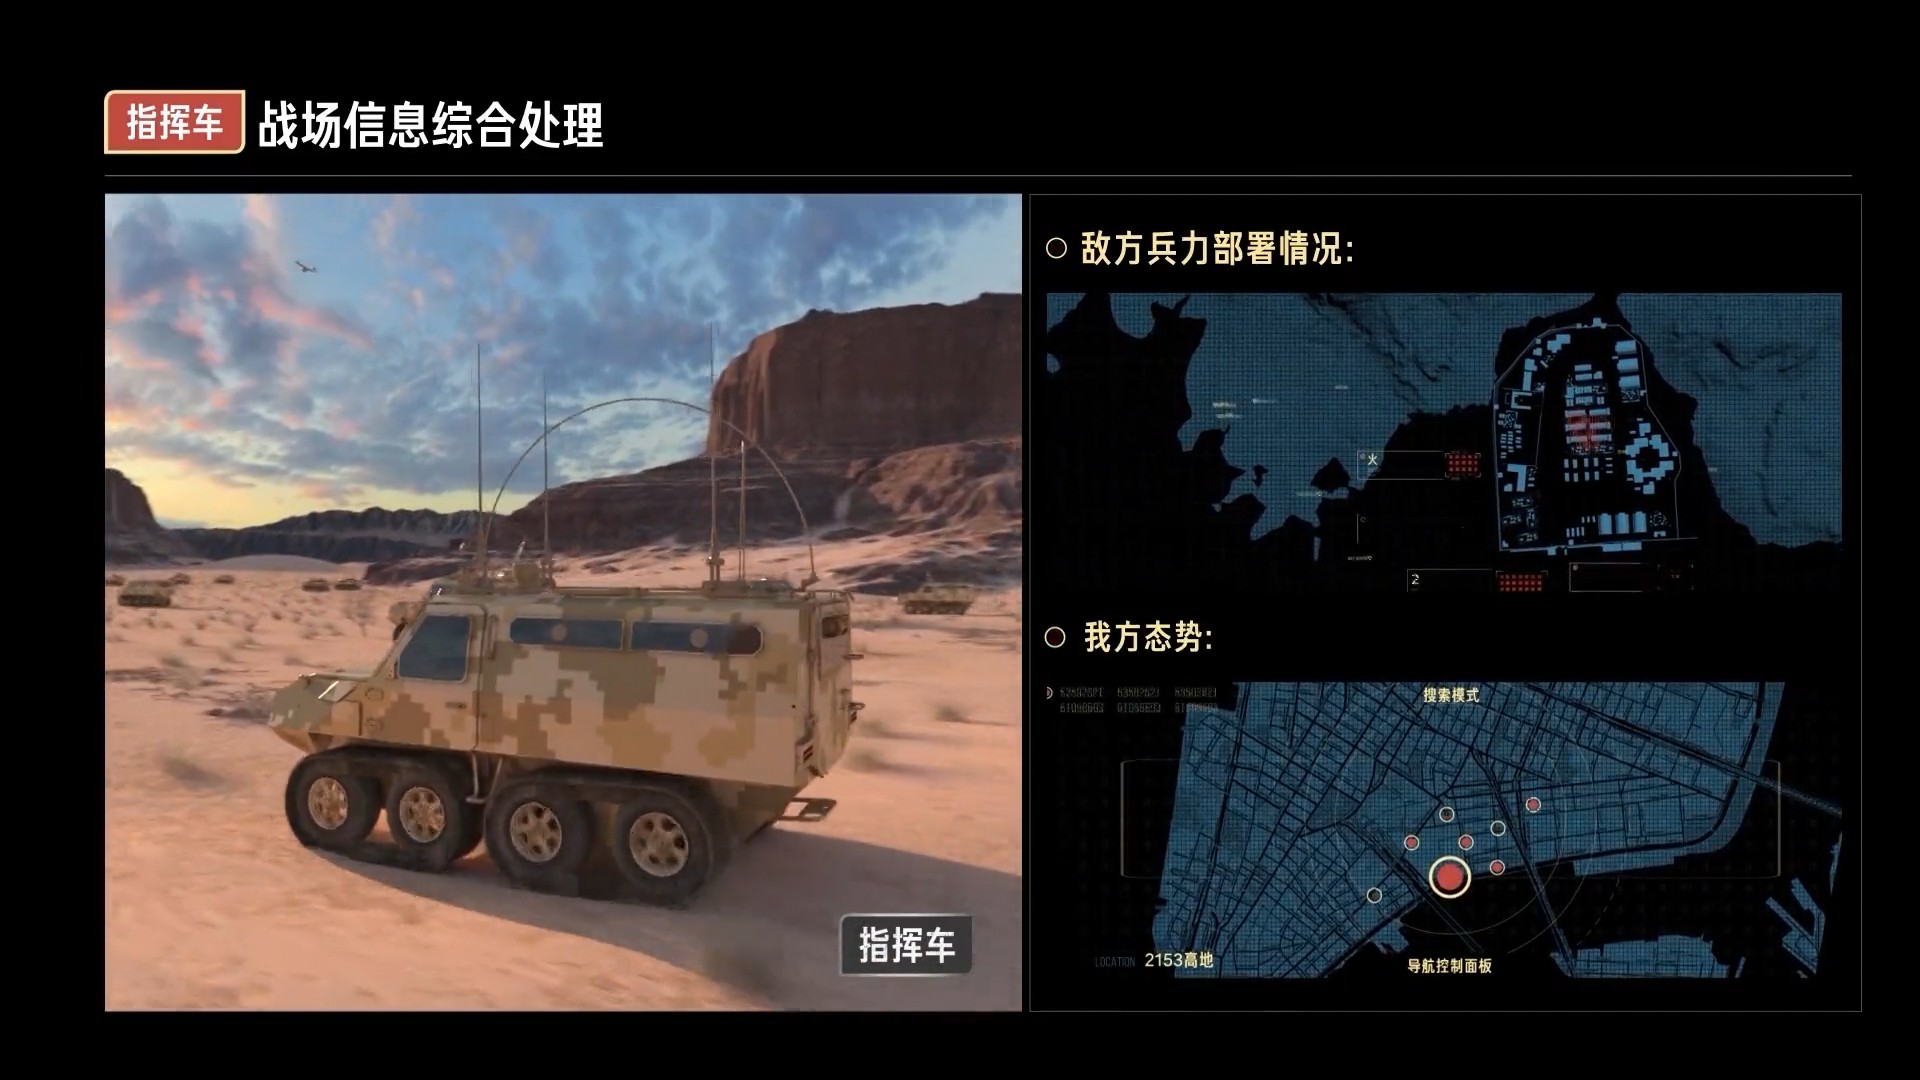 指挥车 战场信息综合处理
指挥车
敌方兵力部署情况:
火
2
我方态势:
搜索模式
LOCATION 2153高地
导航控制面板